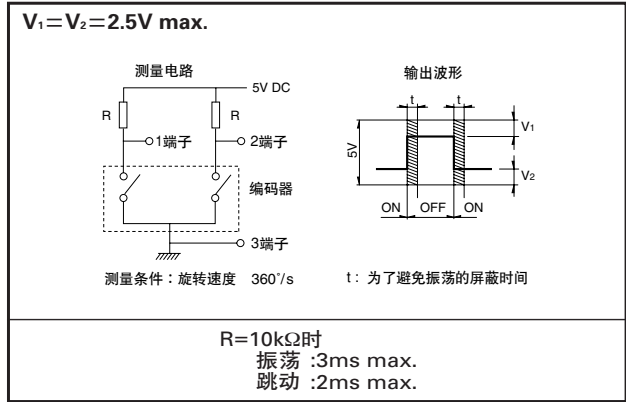 V₁=V₂=2.5V max.
测量电路
5V DC
R
R
1端子
2端子
编码器
3端子
测量条件：旋转速度 360°/s
输出波形
t
t
V₁
5V
V₂
ON
OFF
ON
t：为了避免振荡的屏蔽时间
R=10kΩ时
振荡 :3ms max.
跳动 :2ms max.